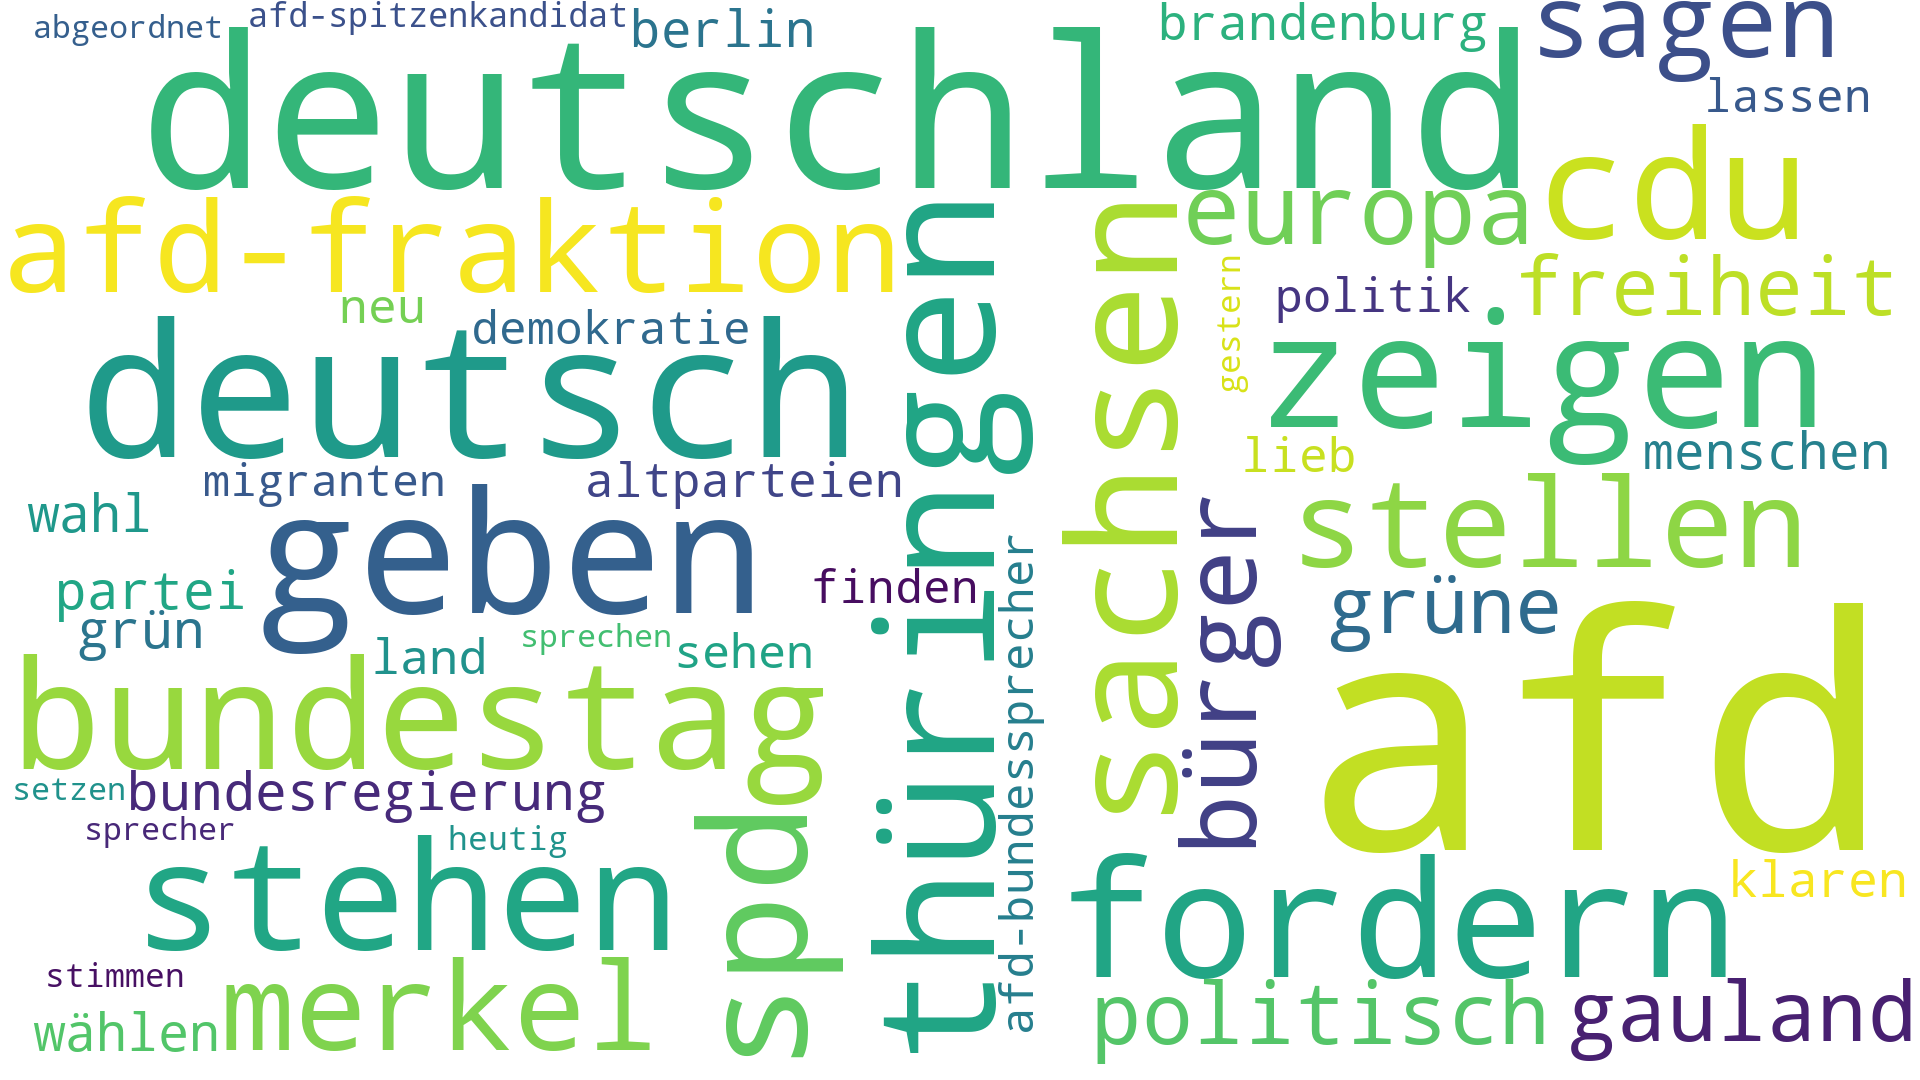 abgeordnet
afd-spitzenkandidat
berlin
brandenburg
sagen
deutschland
lassen
cdu
afd-fraktion
europa
freiheit
neu
demokratie
politik
gestern
zeigen
deutsch
thüringen
sachsen
migranten
altparteien
lieb
menschen
wahl
geben
stellen
partei
finden
bürger
grüne
grün
land
sprechen
sehen
afd-bundessprecher
afd
bundestag
setzen
bundesregierung
sprecher
heutig
spd
stehen
fordern
klaren
stimmen
wählen
merkel
politisch
gauland